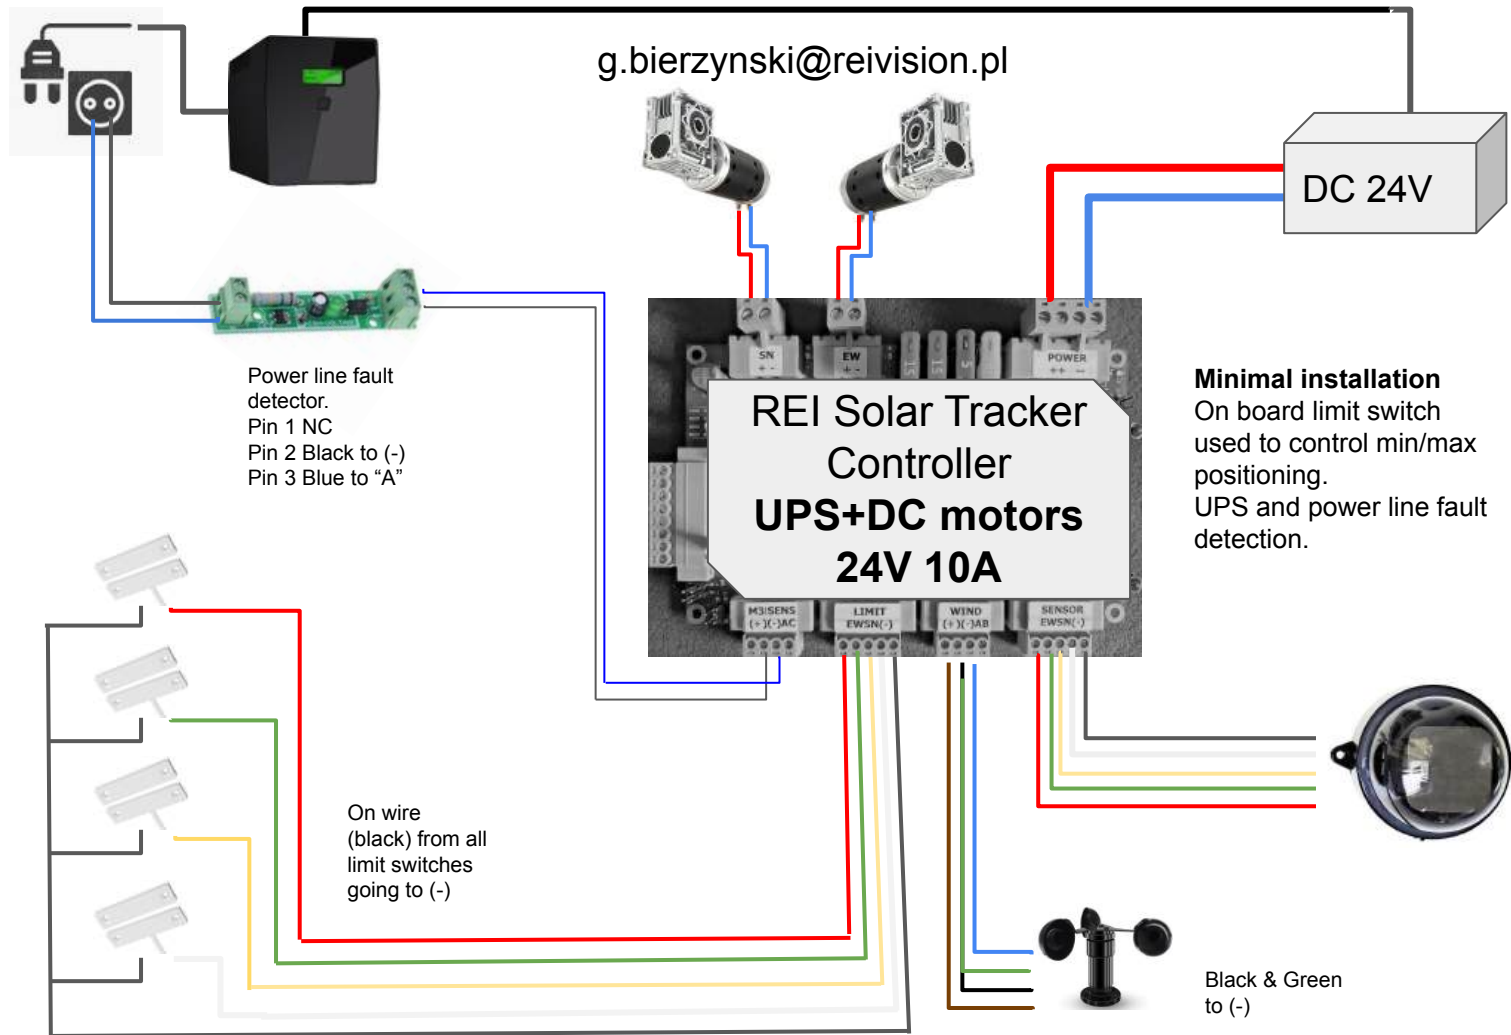 g.bierzynski@reivision.pl
DC 24V
SN
+ -
EW
+ -
POWER
++ --
Power line fault
detector.
Pin 1 NC
Pin 2 Black to (-)
Pin 3 Blue to “A”
REI Solar Tracker
Controller
UPS+DC motors
24V 10A
Minimal installation
On board limit switch
used to control min/max
positioning.
UPS and power line fault
detection.
M3ISENS
(+)(-)AC
LIMIT
EWSN(-)
WIND
(+)(-)AB
SENSOR
EWSN(-)
On wire
(black) from all
limit switches
going to (-)
Black & Green
to (-)